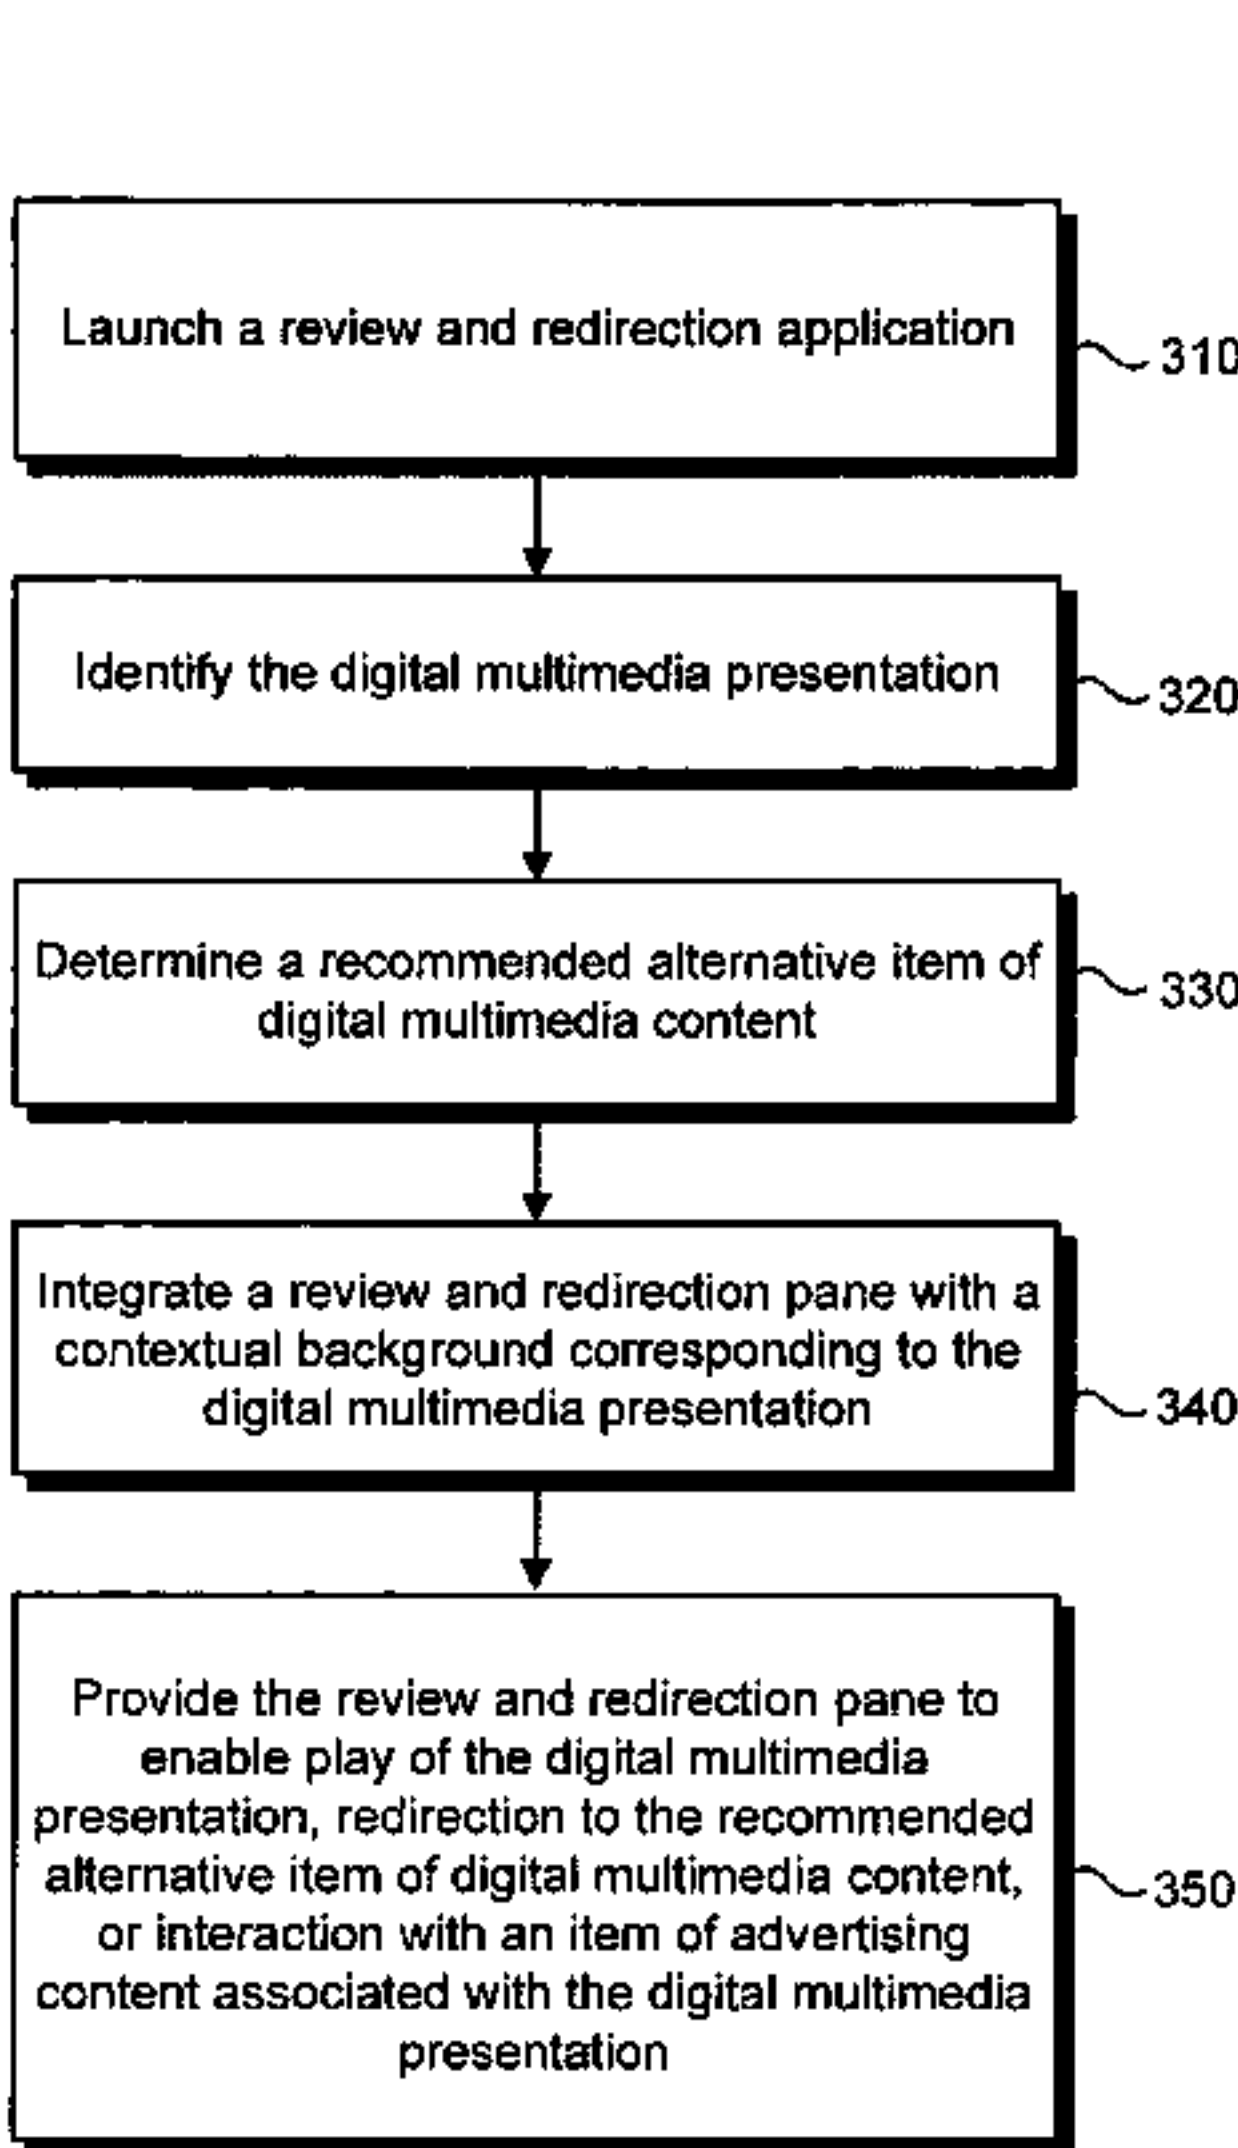 Launch a review and redirection application
310
Identify the digital multimedia presentation
320
Determine a recommended alternative item of
digital multimedia content
330
Integrate a review and redirection pane with a
contextual background corresponding to the
digital multimedia presentation
340
Provide the review and redirection pane to
enable play of the digital multimedia
presentation, redirection to the recommended
alternative item of digital multimedia content,
or interaction with an item of advertising
content associated with the digital multimedia
presentation
350